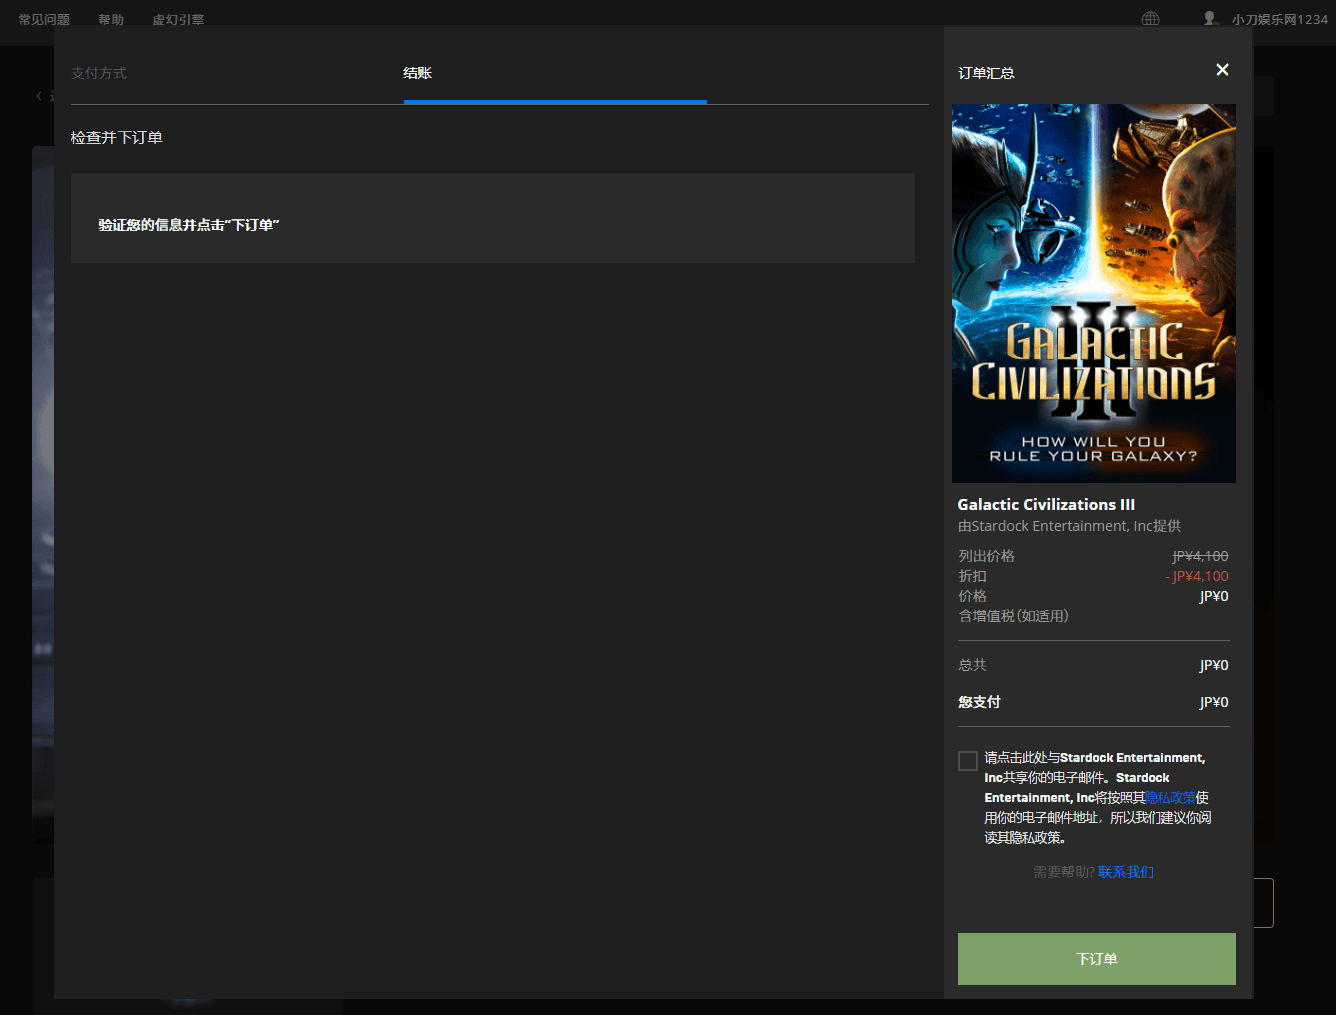 常见问题 帮助 虚幻引擎 小刀娱乐网1234
支付方式 结账
检查并下订单
验证您的信息并点击"下订单"
订单汇总
GALACTIC
CIVILIZATIONS
III
HOW WILL YOU
RULE YOUR GALAXY?
Galactic Civilizations III
由Stardock Entertainment, Inc提供
列出价格 JP¥4,100
折扣 - JP¥4,100
价格 JP¥0
含增值税(如适用)
总共 JP¥0
您支付 JP¥0
请点击此处与Stardock Entertainment,
Inc共享你的电子邮件。Stardock
Entertainment, Inc将按照其隐私政策使
用你的电子邮件地址，所以我们建议你阅
读其隐私政策。
需要帮助? 联系我们
下订单